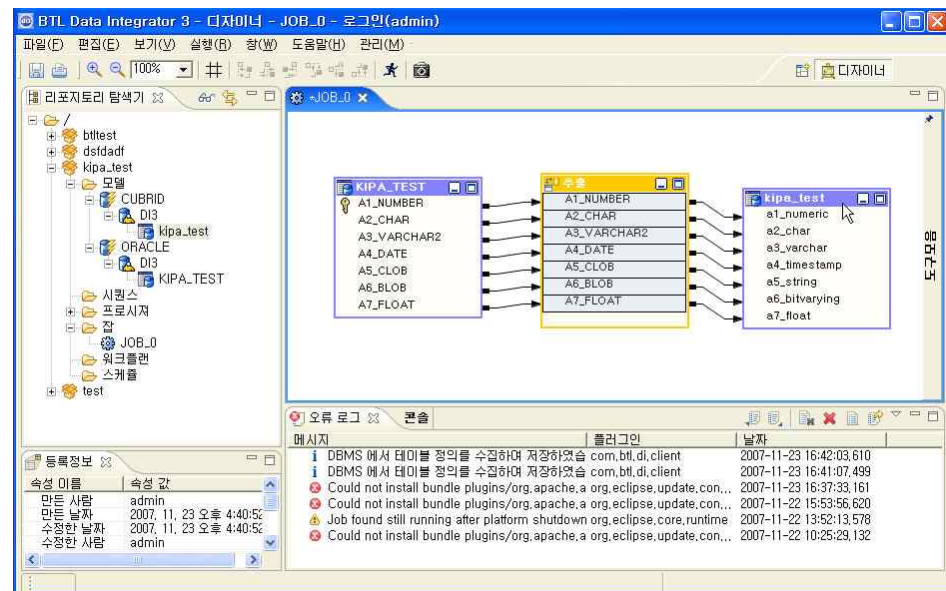 BTL Data Integrator 3 - 디자이너 - JOB_0 - 로그인(admin)
파일(F) 편집(E) 보기(V) 실행(R) 창(W) 도움말(H) 관리(M)
100%
디자이너
리포지토리 탐색기
/
btltest
dsfdadf
kipa_test
모델
CUBRID
DI3
kipa_test
ORACLE
DI3
KIPA_TEST
시퀀스
프로시져
잡
JOB_0
워크플랜
스케쥴
test
등록정보
속성 이름 속성 값
만든 사람 admin
만든 날짜 2007, 11, 23 오후 4:40:52
수정한 날짜 2007, 11, 23 오후 4:40:52
수정한 사람 admin
*JOB_0
KIPA_TEST
A1_NUMBER
A2_CHAR
A3_VARCHAR2
A4_DATE
A5_CLOB
A6_BLOB
A7_FLOAT
추출
A1_NUMBER
A2_CHAR
A3_VARCHAR2
A4_DATE
A5_CLOB
A6_BLOB
A7_FLOAT
kipa_test
a1_numeric
a2_char
a3_varchar
a4_timestamp
a5_string
a6_bitvarying
a7_float
오류 로그 콘솔
메시지 플러그인 날짜
DBMS 에서 테이블 정의를 수집하며 저장하였습 com.btl.di.client 2007-11-23 16:42:03,610
DBMS 에서 테이블 정의를 수집하며 저장하였습 com.btl.di.client 2007-11-23 16:41:07,499
Could not install bundle plugins/org.apache.a org.eclipse.update.con... 2007-11-23 16:37:33,161
Could not install bundle plugins/org.apache.a org.eclipse.update.con... 2007-11-22 15:53:56,620
Job found still running after platform shutdown org.eclipse.core.runtime 2007-11-22 13:52:13,578
Could not install bundle plugins/org.apache.a org.eclipse.update.con... 2007-11-22 10:25:29,132